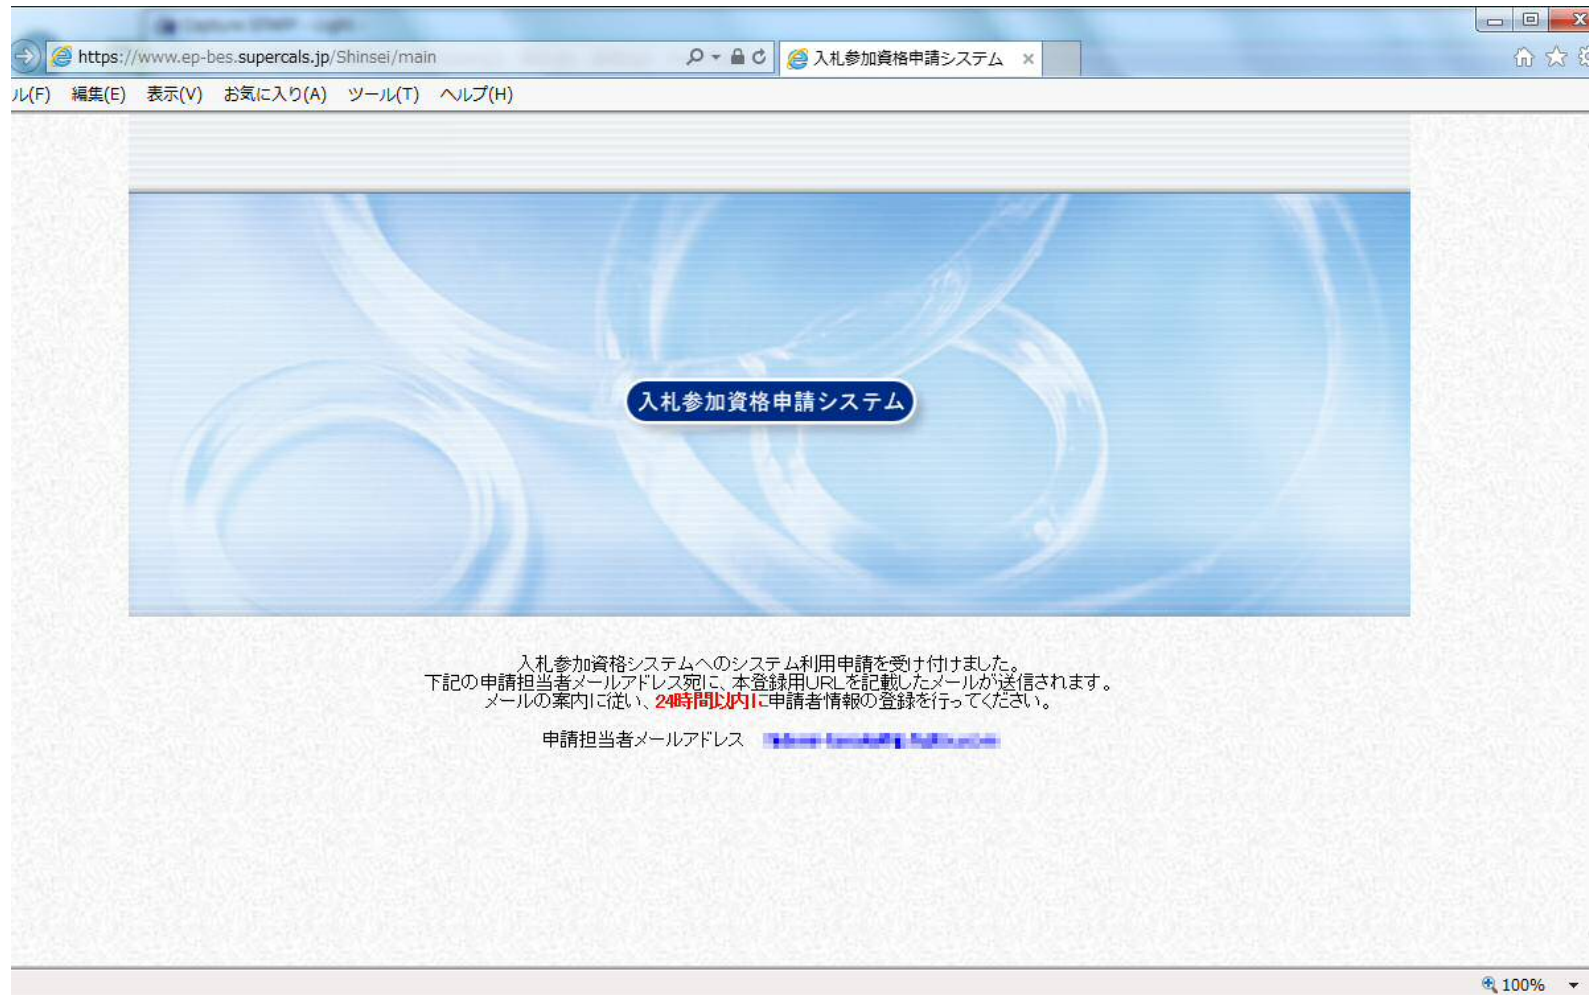 https://www.ep-bes.supercals.jp/Shinsei/main
入札参加資格申請システム
ル(F) 編集(E) 表示(V) お気に入り(A) ツール(T) ヘルプ(H)
入札参加資格申請システム
入札参加資格システムへのシステム利用申請を受け付けました。
下記の申請担当者メールアドレス宛に、本登録用URLを記載したメールが送信されます。
メールの案内に従い、24時間以内に申請者情報の登録を行ってください。
申請担当者メールアドレス
100%